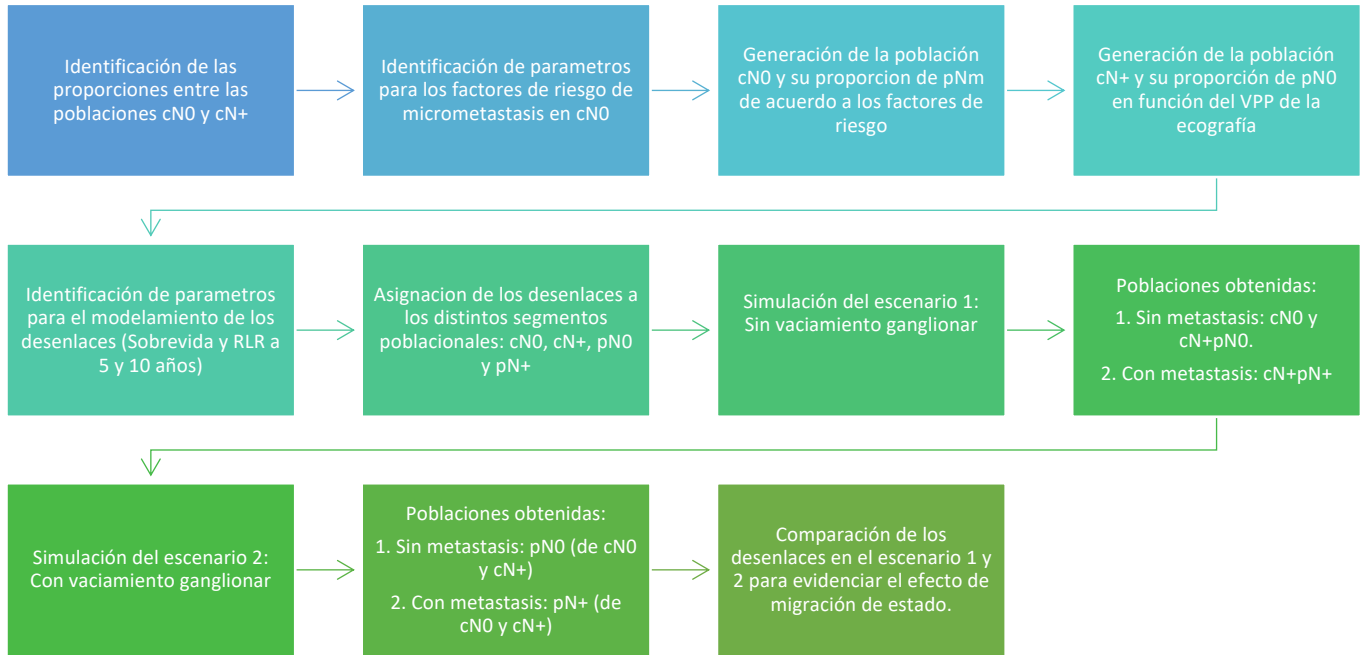 Identificación de las
proporciones entre las
poblaciones cN0 y cN+
Identificación de parametros
para los factores de riesgo de
micrometastasis en cN0
Generación de la población
cN0 y su proporcion de pNm
de acuerdo a los factores de
riesgo
Generación de la población
cN+ y su proporción de pN0
en función del VPP de la
ecografía
Identificación de parametros
para el modelamiento de los
desenlaces (Sobrevida y RLR a
5 y 10 años)
Asignacion de los desenlaces a
los distintos segmentos
poblacionales: cN0, cN+, pN0
y pN+
Simulación del escenario 1:
Sin vaciamiento ganglionar
Poblaciones obtenidas:
1. Sin metastasis: cN0 y
cN+pN0.
2. Con metastasis: cN+pN+
Simulación del escenario 2:
Con vaciamiento ganglionar
Poblaciones obtenidas:
1. Sin metastasis: pN0 (de cN0
y cN+)
2. Con metastasis: pN+ (de
cN0 y cN+)
Comparación de los
desenlaces en el escenario 1 y
2 para evidenciar el efecto de
migración de estado.